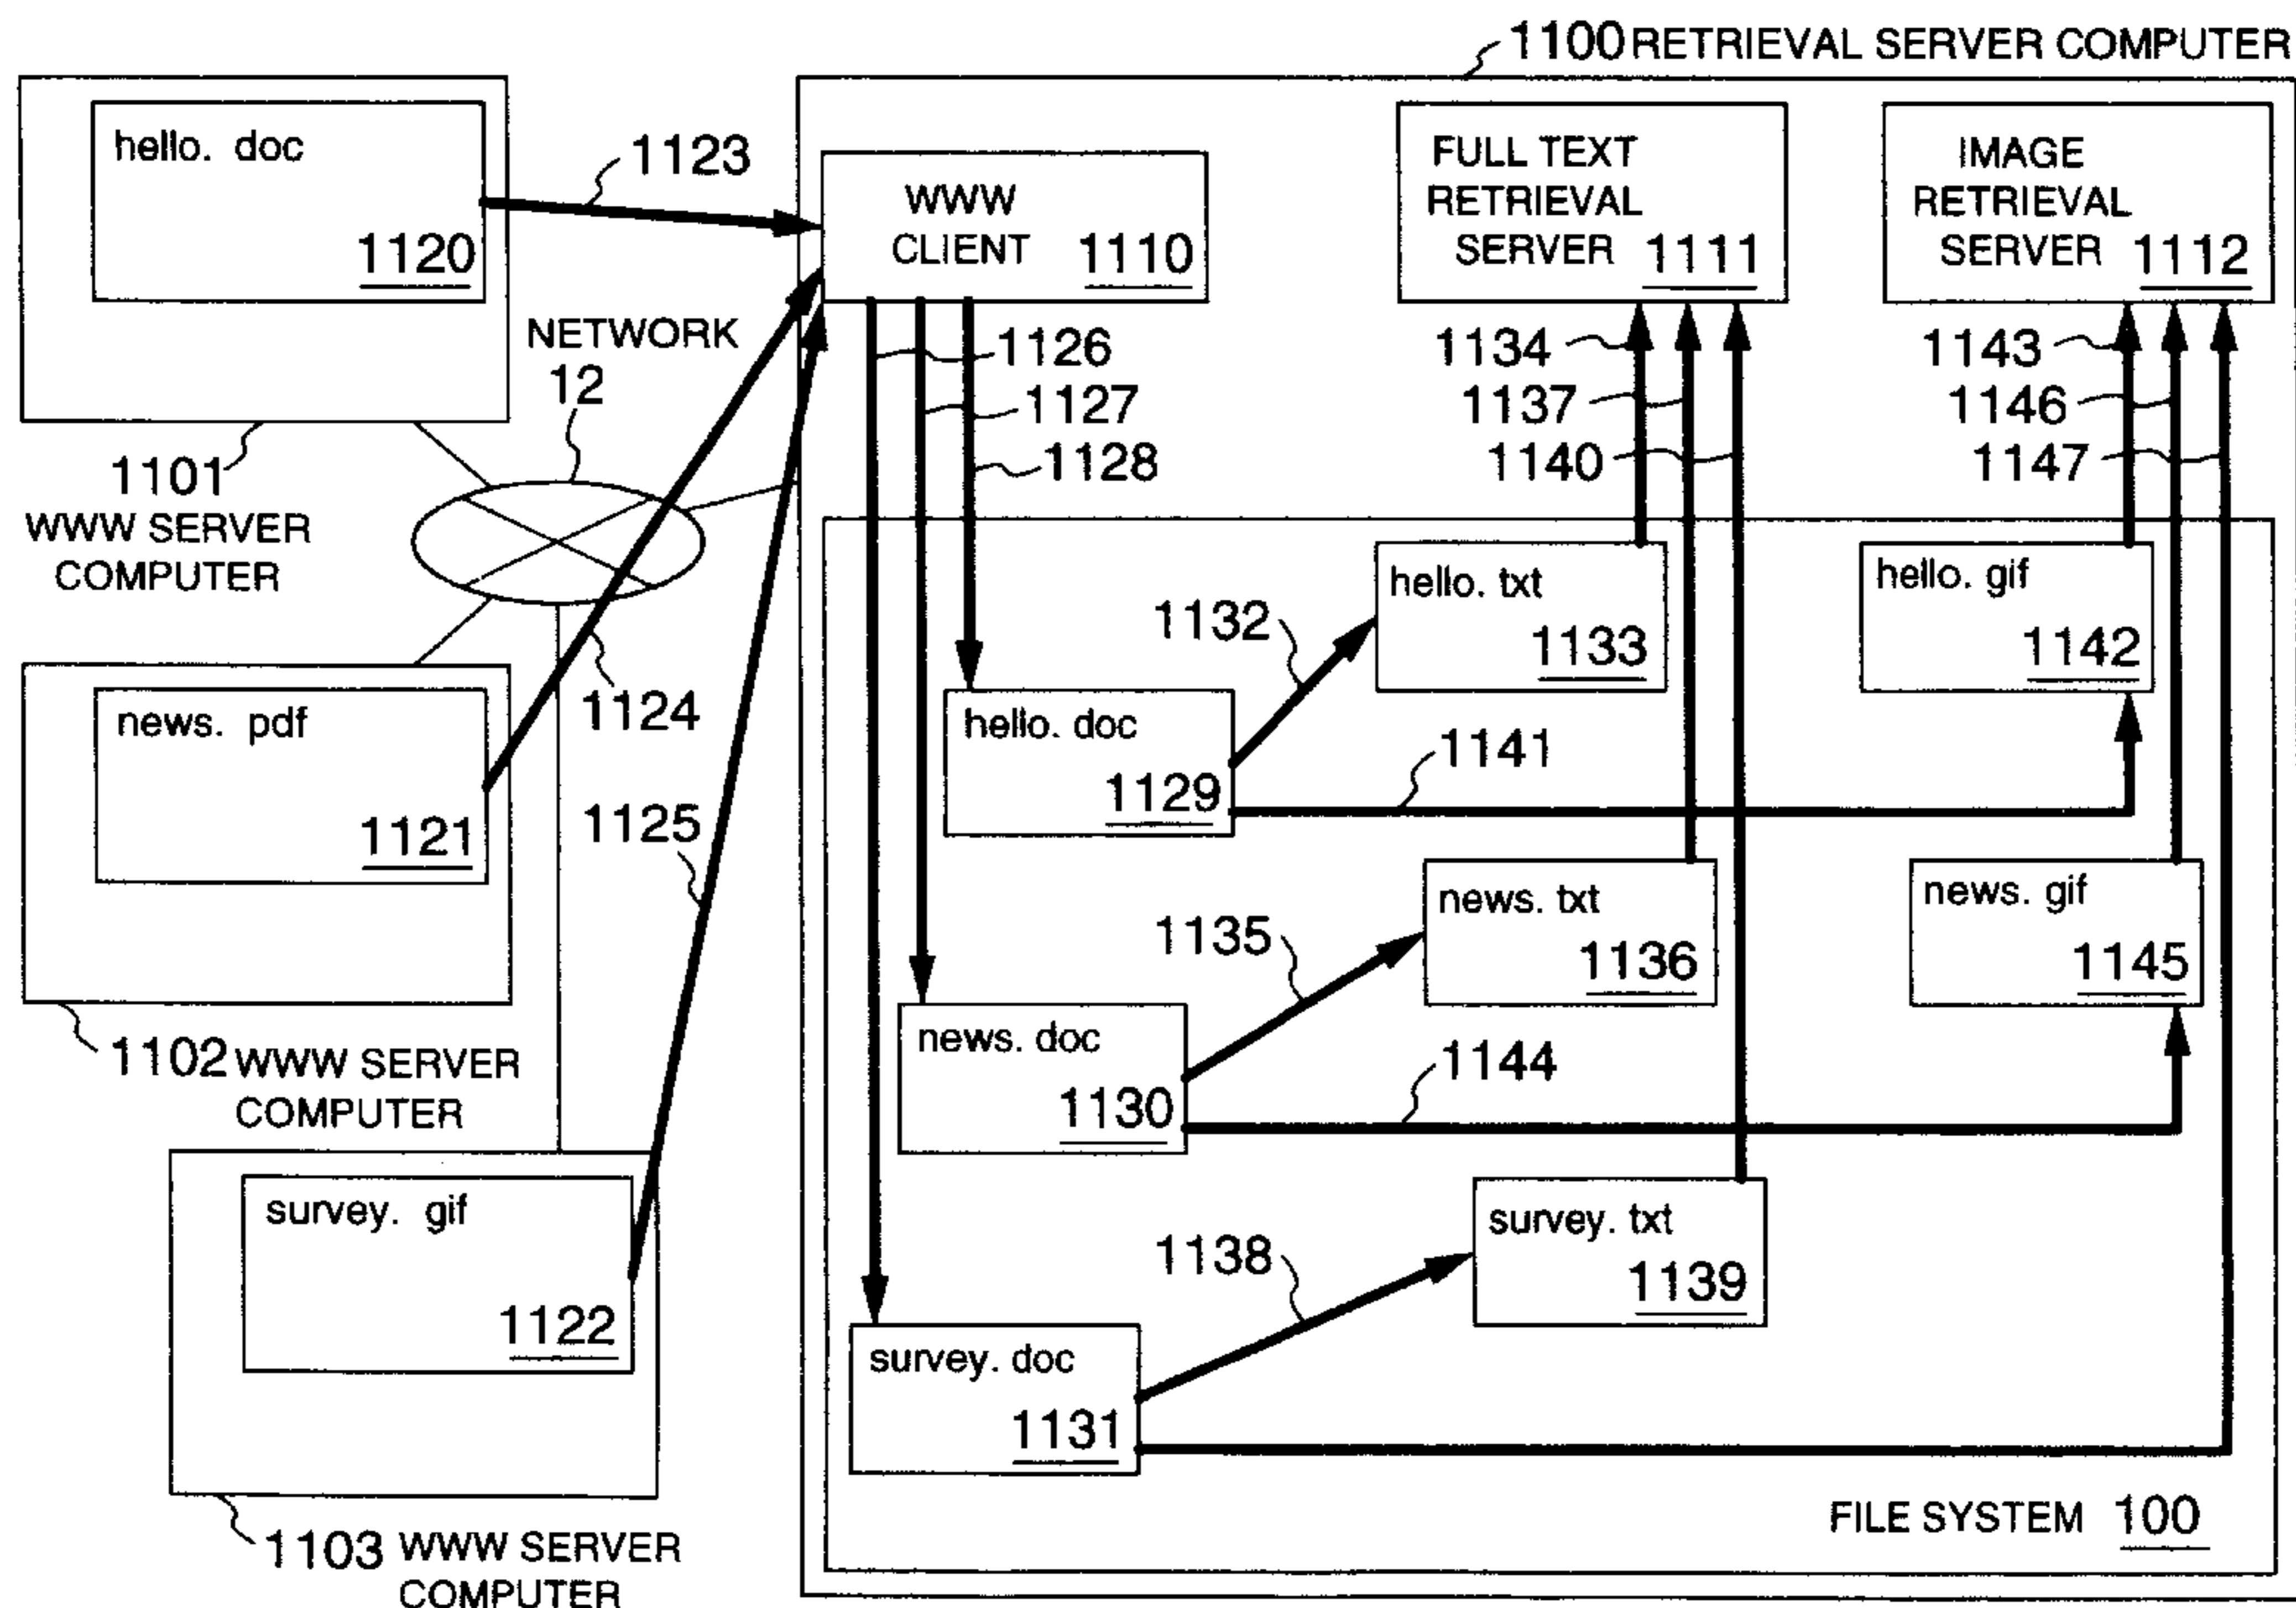 1100 RETRIEVAL SERVER COMPUTER
hello. doc
1120
1123
WWW
CLIENT
1110
FULL TEXT
RETRIEVAL
SERVER
1111
IMAGE
RETRIEVAL
SERVER
1112
NETWORK
12
1126
1127
1128
1134
1137
1140
1143
1146
1147
1101
WWW SERVER
COMPUTER
hello. txt
1133
hello. gif
1142
1132
news. pdf
1121
1124
hello. doc
1129
1141
1125
news. txt
1136
news. gif
1145
1135
1102 WWW SERVER
COMPUTER
news. doc
1130
1144
survey. gif
1122
survey. txt
1139
1138
survey. doc
1131
FILE SYSTEM 100
1103 WWW SERVER
COMPUTER